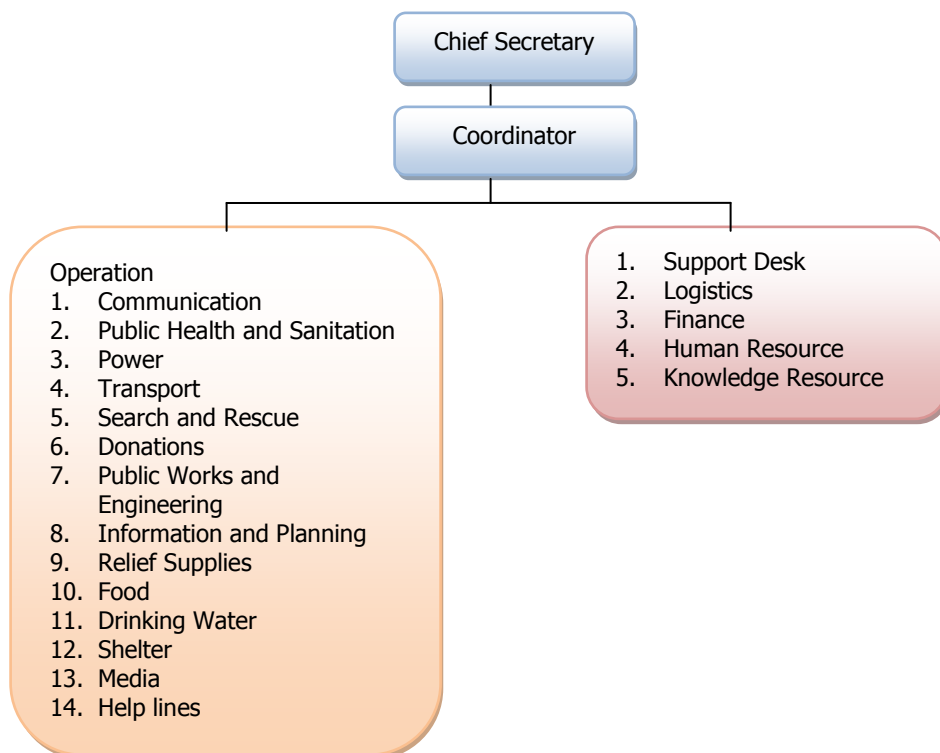 Chief Secretary
Coordinator
Operation
1. Communication
2. Public Health and Sanitation
3. Power
4. Transport
5. Search and Rescue
6. Donations
7. Public Works and
Engineering
8. Information and Planning
9. Relief Supplies
10. Food
11. Drinking Water
12. Shelter
13. Media
14. Help lines
1. Support Desk
2. Logistics
3. Finance
4. Human Resource
5. Knowledge Resource